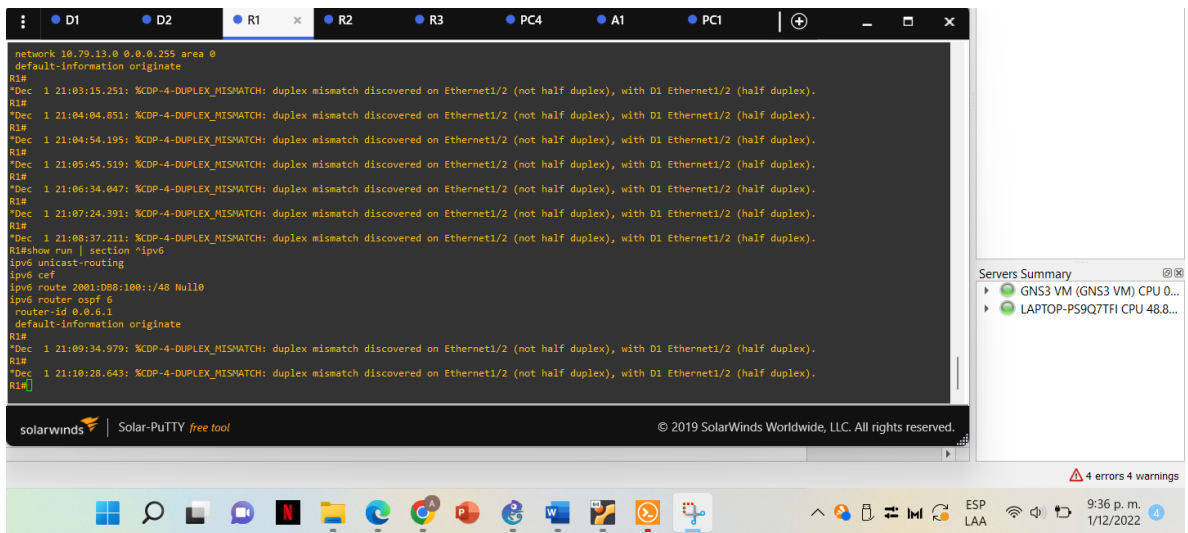 D1 D2 R1 × R2 R3 PC4 A1 PC1
network 10.79.13.0 0.0.0.255 area 0
default-information originate
R1#
*Dec  1 21:03:15.251: %CDP-4-DUPLEX_MISMATCH: duplex mismatch discovered on Ethernet1/2 (not half duplex), with D1 Ethernet1/2 (half duplex).
R1#
*Dec  1 21:04:04.851: %CDP-4-DUPLEX_MISMATCH: duplex mismatch discovered on Ethernet1/2 (not half duplex), with D1 Ethernet1/2 (half duplex).
R1#
*Dec  1 21:04:54.195: %CDP-4-DUPLEX_MISMATCH: duplex mismatch discovered on Ethernet1/2 (not half duplex), with D1 Ethernet1/2 (half duplex).
R1#
*Dec  1 21:05:45.519: %CDP-4-DUPLEX_MISMATCH: duplex mismatch discovered on Ethernet1/2 (not half duplex), with D1 Ethernet1/2 (half duplex).
R1#
*Dec  1 21:06:34.047: %CDP-4-DUPLEX_MISMATCH: duplex mismatch discovered on Ethernet1/2 (not half duplex), with D1 Ethernet1/2 (half duplex).
R1#
*Dec  1 21:07:24.391: %CDP-4-DUPLEX_MISMATCH: duplex mismatch discovered on Ethernet1/2 (not half duplex), with D1 Ethernet1/2 (half duplex).
R1#
*Dec  1 21:08:37.211: %CDP-4-DUPLEX_MISMATCH: duplex mismatch discovered on Ethernet1/2 (not half duplex), with D1 Ethernet1/2 (half duplex).
R1#show run | section ^ipv6
ipv6 unicast-routing
ipv6 cef
ipv6 route 2001:DB8:100::/48 Null0
ipv6 router ospf 6
router-id 0.0.6.1
default-information originate
R1#
*Dec  1 21:09:34.979: %CDP-4-DUPLEX_MISMATCH: duplex mismatch discovered on Ethernet1/2 (not half duplex), with D1 Ethernet1/2 (half duplex).
R1#
*Dec  1 21:10:28.643: %CDP-4-DUPLEX_MISMATCH: duplex mismatch discovered on Ethernet1/2 (not half duplex), with D1 Ethernet1/2 (half duplex).
R1#
solarwinds | Solar-PuTTY free tool © 2019 SolarWinds Worldwide, LLC. All rights reserved.
Servers Summary
GNS3 VM (GNS3 VM) CPU 0...
LAPTOP-PS9Q7TFI CPU 48.8...
4 errors 4 warnings
ESP
LAA
9:36 p. m.
1/12/2022
4